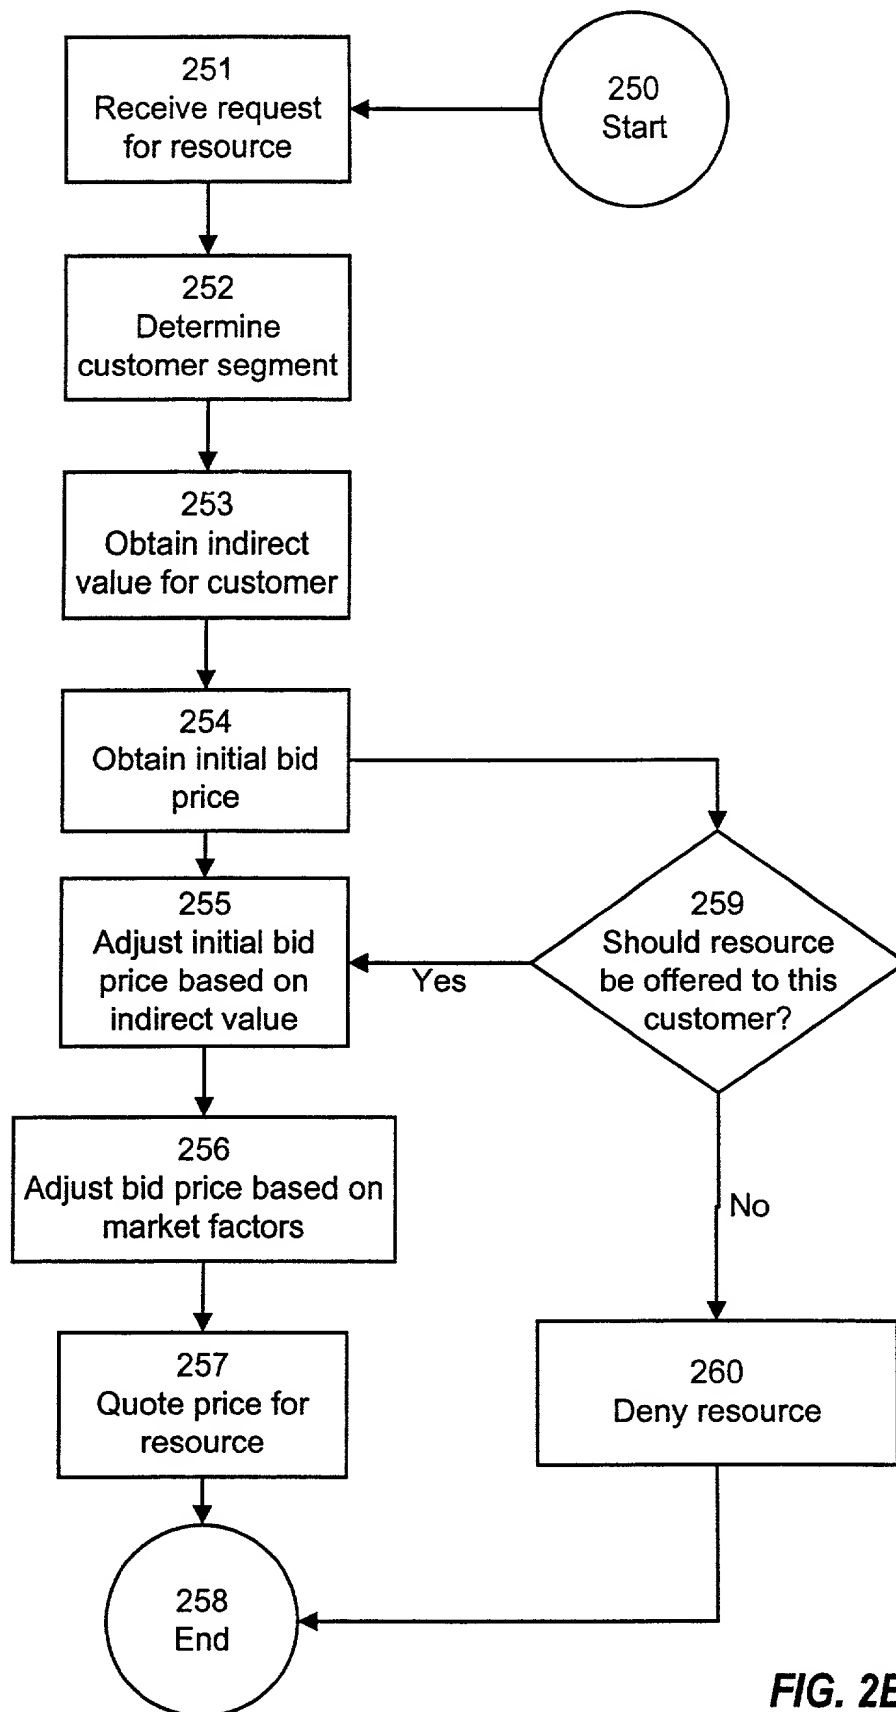 250
Start
251
Receive request
for resource
252
Determine
customer segment
253
Obtain indirect
value for customer
254
Obtain initial bid
price
255
Adjust initial bid
price based on
indirect value
Yes
259
Should resource
be offered to this
customer?
256
Adjust bid price based on
market factors
No
257
Quote price for
resource
260
Deny resource
258
End
FIG. 2B